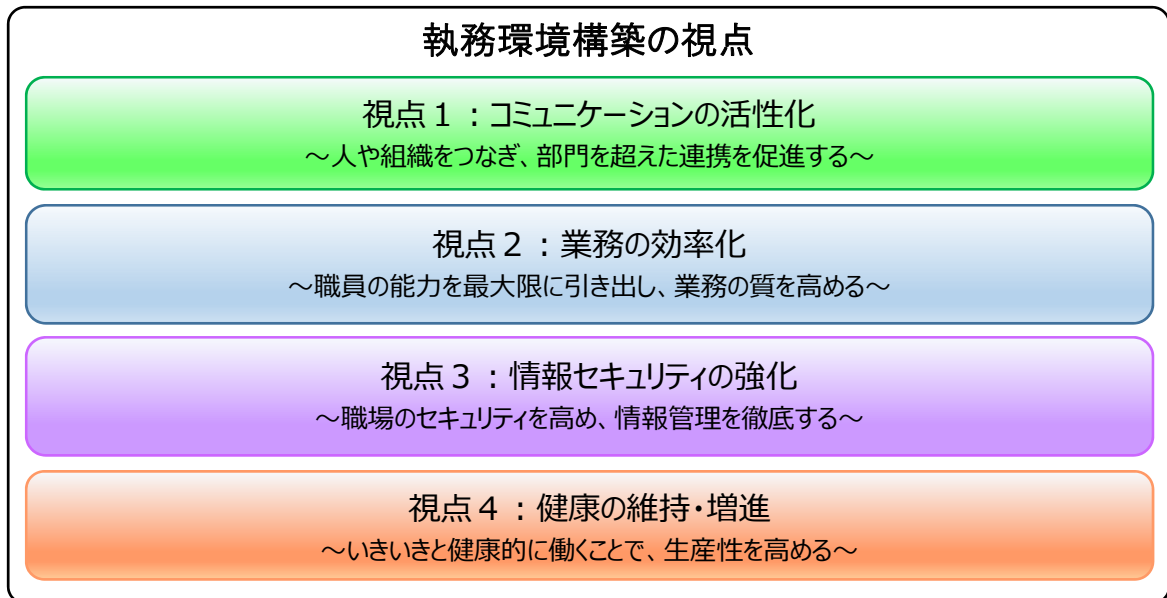 執務環境構築の視点
視点１：コミュニケーションの活性化
～人や組織をつなぎ、部門を超えた連携を促進する～
視点２：業務の効率化
～職員の能力を最大限に引き出し、業務の質を高める～
視点３：情報セキュリティの強化
～職場のセキュリティを高め、情報管理を徹底する～
視点４：健康の維持・増進
～いきいきと健康的に働くことで、生産性を高める～